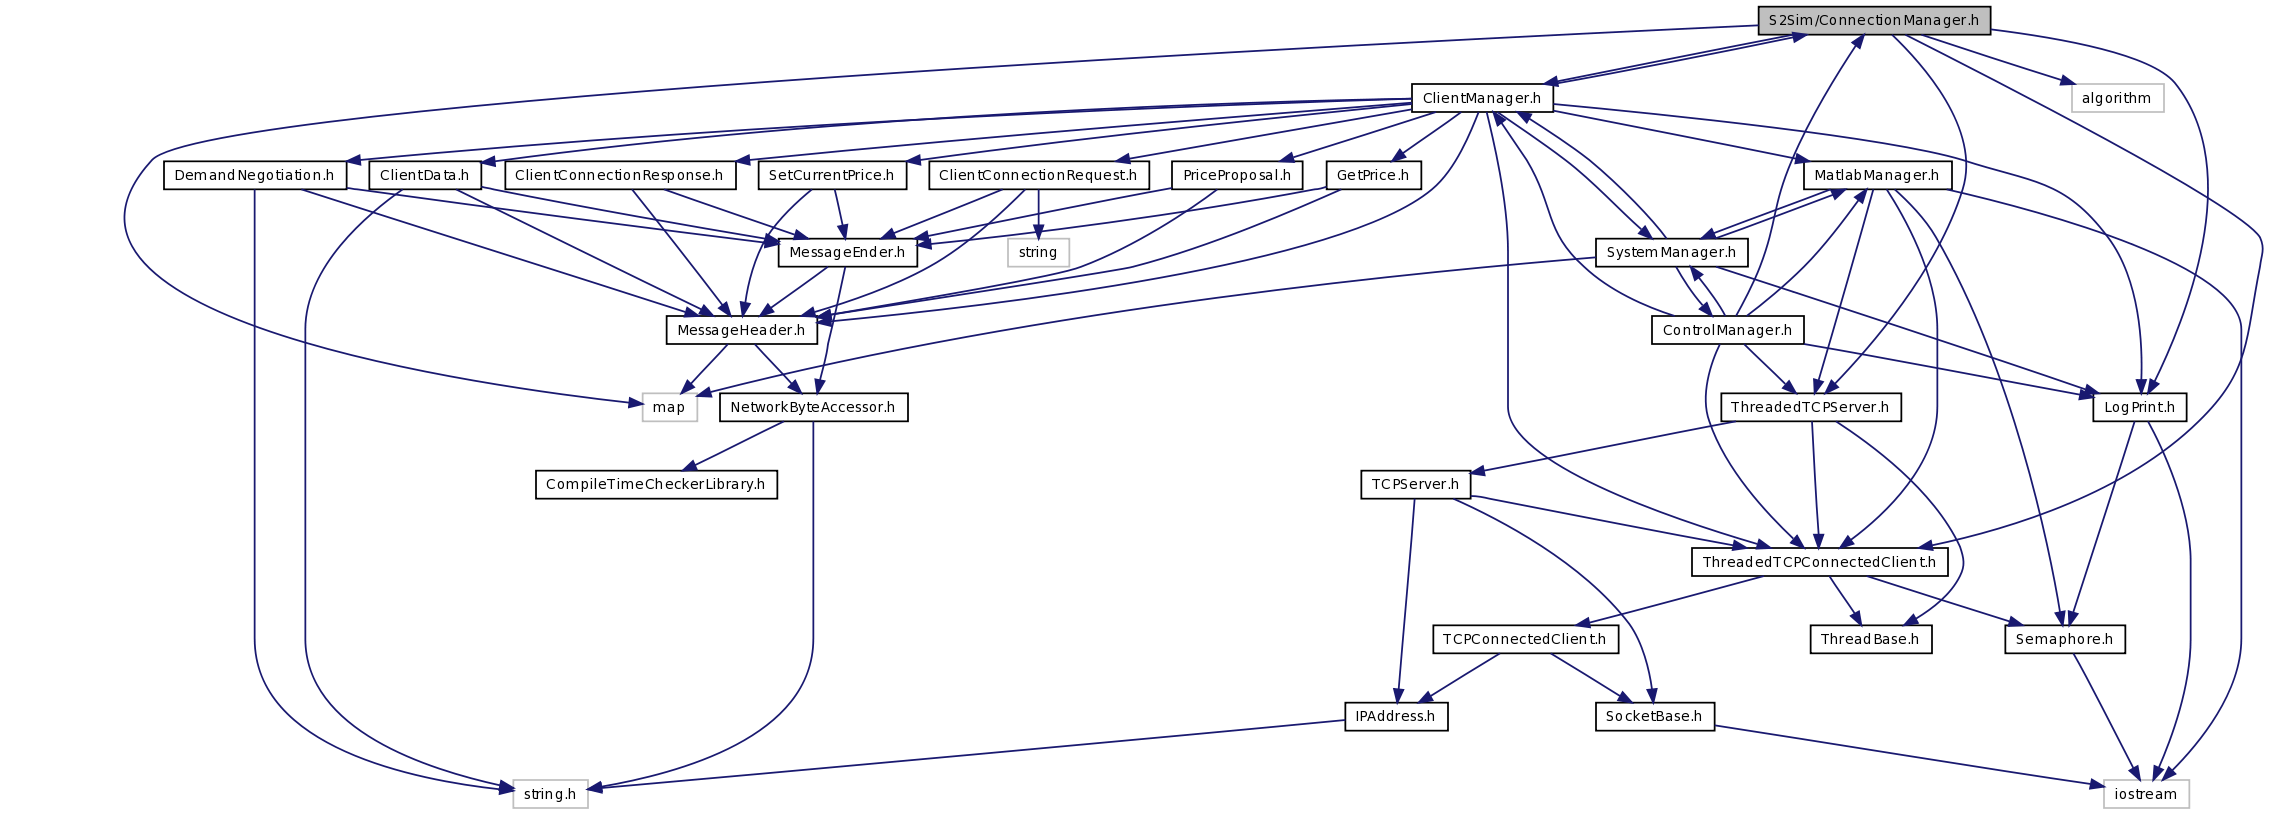 S2Sim/ConnectionManager.h
ClientManager.h
algorithm
DemandNegotiation.h
ClientData.h
ClientConnectionResponse.h
SetCurrentPrice.h
ClientConnectionRequest.h
PriceProposal.h
GetPrice.h
MatlabManager.h
MessageEnder.h
string
SystemManager.h
MessageHeader.h
ControlManager.h
map
NetworkByteAccessor.h
ThreadedTCPServer.h
LogPrint.h
CompileTimeCheckerLibrary.h
TCPServer.h
ThreadedTCPConnectedClient.h
TCPConnectedClient.h
ThreadBase.h
Semaphore.h
IPAddress.h
SocketBase.h
string.h
iostream